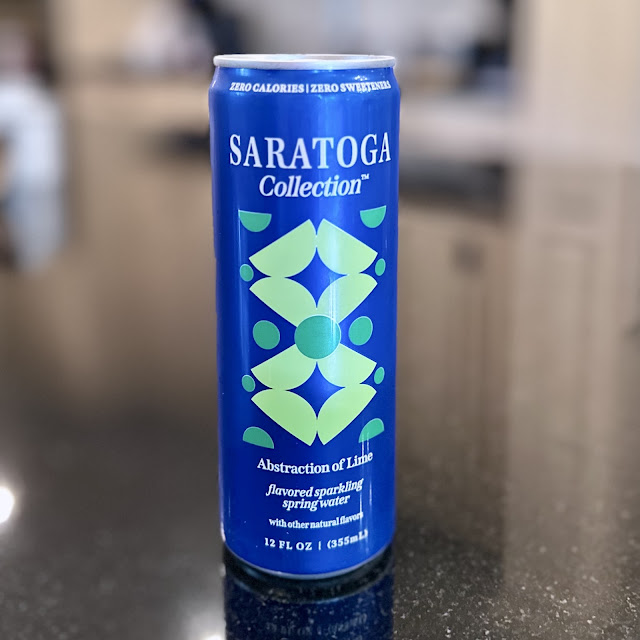 ZERO CALORIES | ZERO SWEETENERS
SARATOGA
Collection™
Abstraction of Lime
flavored sparkling
spring water
with other natural flavors
12 FL OZ | (355mL)